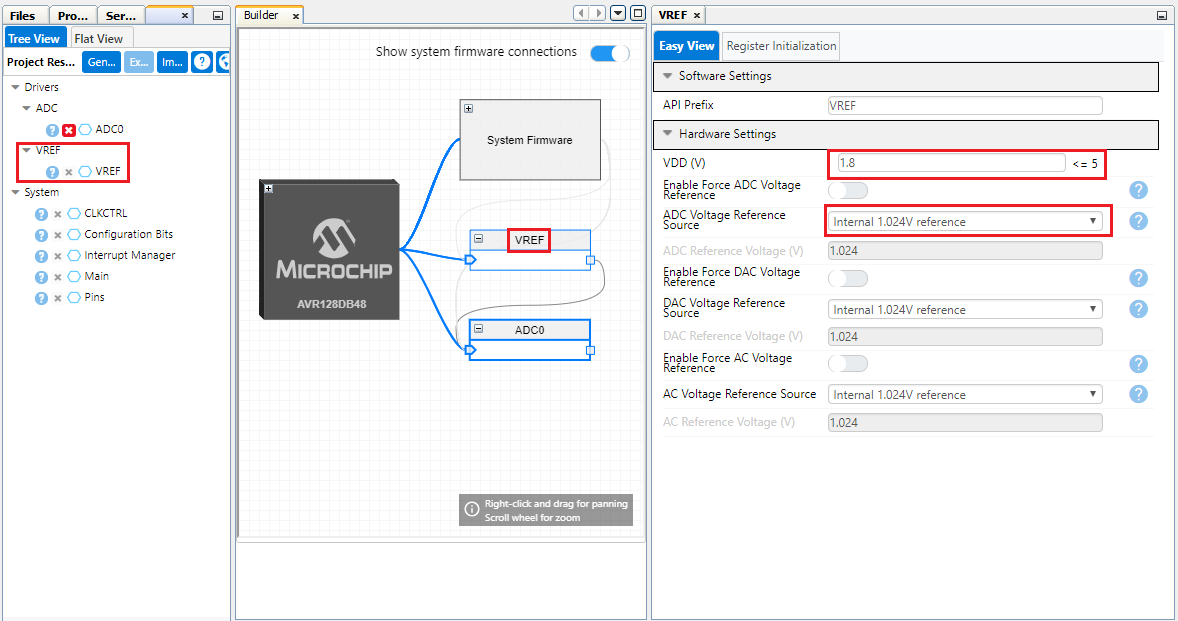 Files
Pro...
Ser...
Tree View
Flat View
Project Res...
Gen...
Ex...
Im...
Drivers
ADC
ADC0
VREF
VREF
System
CLKCTRL
Configuration Bits
Interrupt Manager
Main
Pins
Builder
Show system firmware connections
System Firmware
MICROCHIP
AVR128DB48
VREF
ADC0
Right-click and drag for panning
Scroll wheel for zoom
VREF
Easy View
Register Initialization
Software Settings
API Prefix
VREF
Hardware Settings
VDD (V)
1.8
<= 5
Enable Force ADC Voltage
Reference
ADC Voltage Reference
Source
Internal 1.024V reference
ADC Reference Voltage (V)
1.024
Enable Force DAC Voltage
Reference
DAC Voltage Reference
Source
Internal 1.024V reference
DAC Reference Voltage (V)
1.024
Enable Force AC Voltage
Reference
AC Voltage Reference Source
Internal 1.024V reference
AC Reference Voltage (V)
1.024